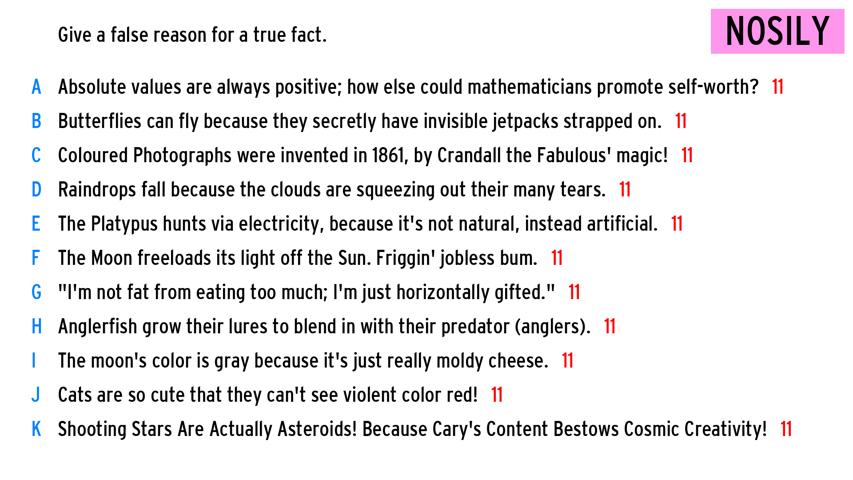 Give a false reason for a true fact.
NOSILY
A Absolute values are always positive; how else could mathematicians promote self-worth? 11
B Butterflies can fly because they secretly have invisible jetpacks strapped on. 11
C Coloured Photographs were invented in 1861, by Crandall the Fabulous' magic! 11
D Raindrops fall because the clouds are squeezing out their many tears. 11
E The Platypus hunts via electricity, because it's not natural, instead artificial. 11
F The Moon freeloads its light off the Sun. Friggin' jobless bum. 11
G "I'm not fat from eating too much; I'm just horizontally gifted." 11
H Anglerfish grow their lures to blend in with their predator (anglers). 11
I The moon's color is gray because it's just really moldy cheese. 11
J Cats are so cute that they can't see violent color red! 11
K Shooting Stars Are Actually Asteroids! Because Cary's Content Bestows Cosmic Creativity! 11